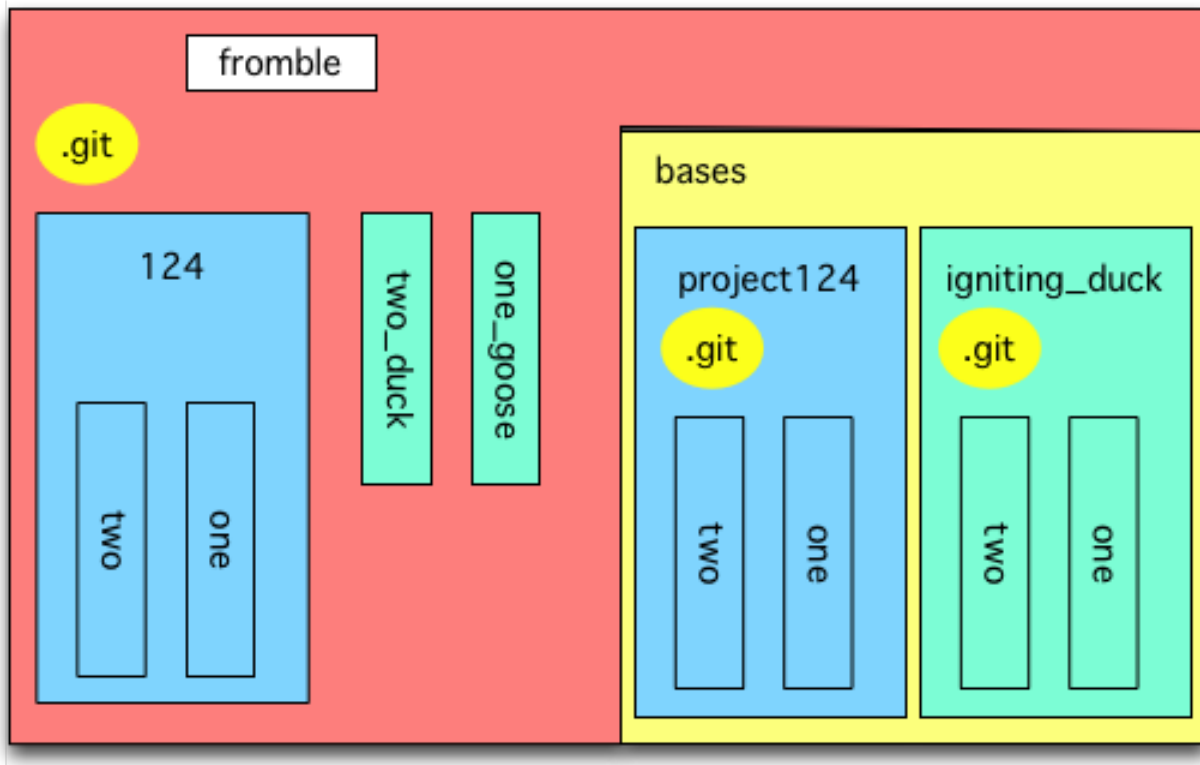 fromble
.git
bases
124
two_duck
one_goose
project124
igniting_duck
.git
.git
two
one
two
one
two
one